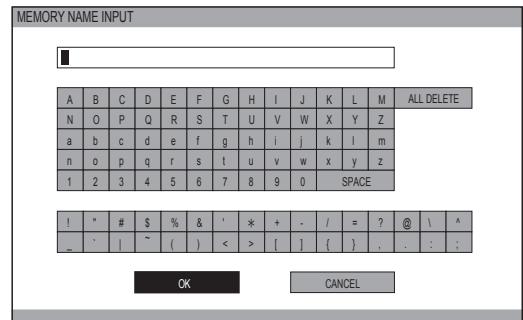 MEMORY NAME INPUT
A B C D E F G H I J K L M ALL DELETE
N O P Q R S T U V W X Y Z
a b c d e f g h i j k l m
n o p q r s t u v w x y z
1 2 3 4 5 6 7 8 9 0 SPACE
! " # $ % & ' * + - / = ? @ \ ^
_ ` | ~ ( ) < > [ ] { } , . : ;
OK CANCEL